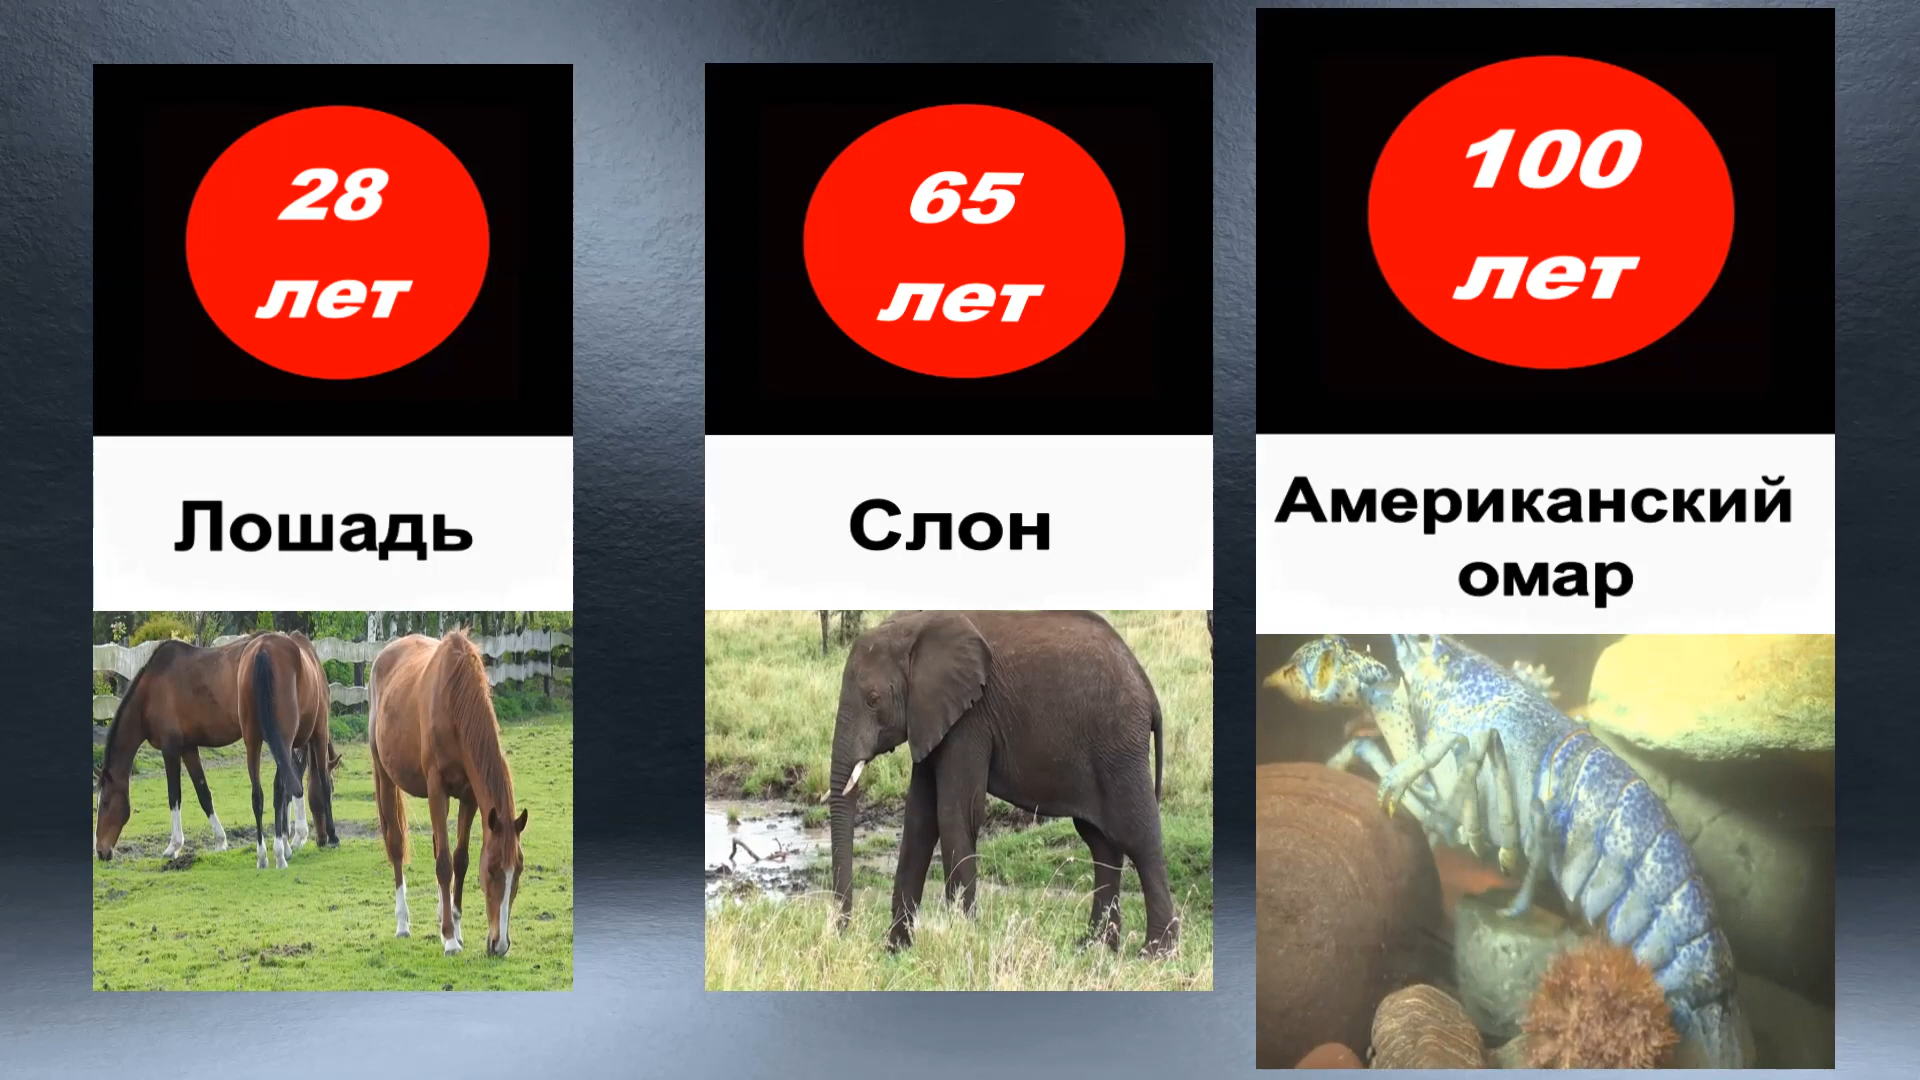 28
лет
Лошадь
65
лет
Слон
100
лет
Американский
омар